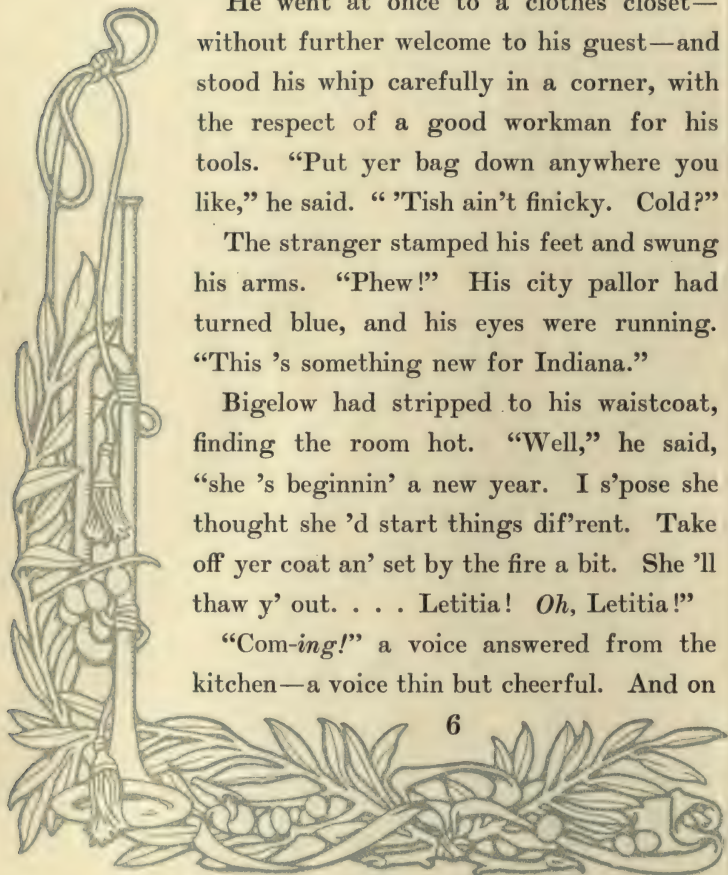 He went at once to a clothes closet—
without further welcome to his guest—and
stood his whip carefully in a corner, with
the respect of a good workman for his
tools. “Put yer bag down anywhere you
like,” he said. “ ’Tish ain't finicky. Cold?”
The stranger stamped his feet and swung
his arms. “Phew!” His city pallor had
turned blue, and his eyes were running.
“This ’s something new for Indiana.”
Bigelow had stripped to his waistcoat,
finding the room hot. “Well,” he said,
“she ’s beginnin’ a new year. I s’pose she
thought she ’d start things dif’rent. Take
off yer coat an’ set by the fire a bit. She ’ll
thaw y’ out. . . . Letitia! Oh, Letitia!”
“Com-ing!” a voice answered from the
kitchen—a voice thin but cheerful. And on
6